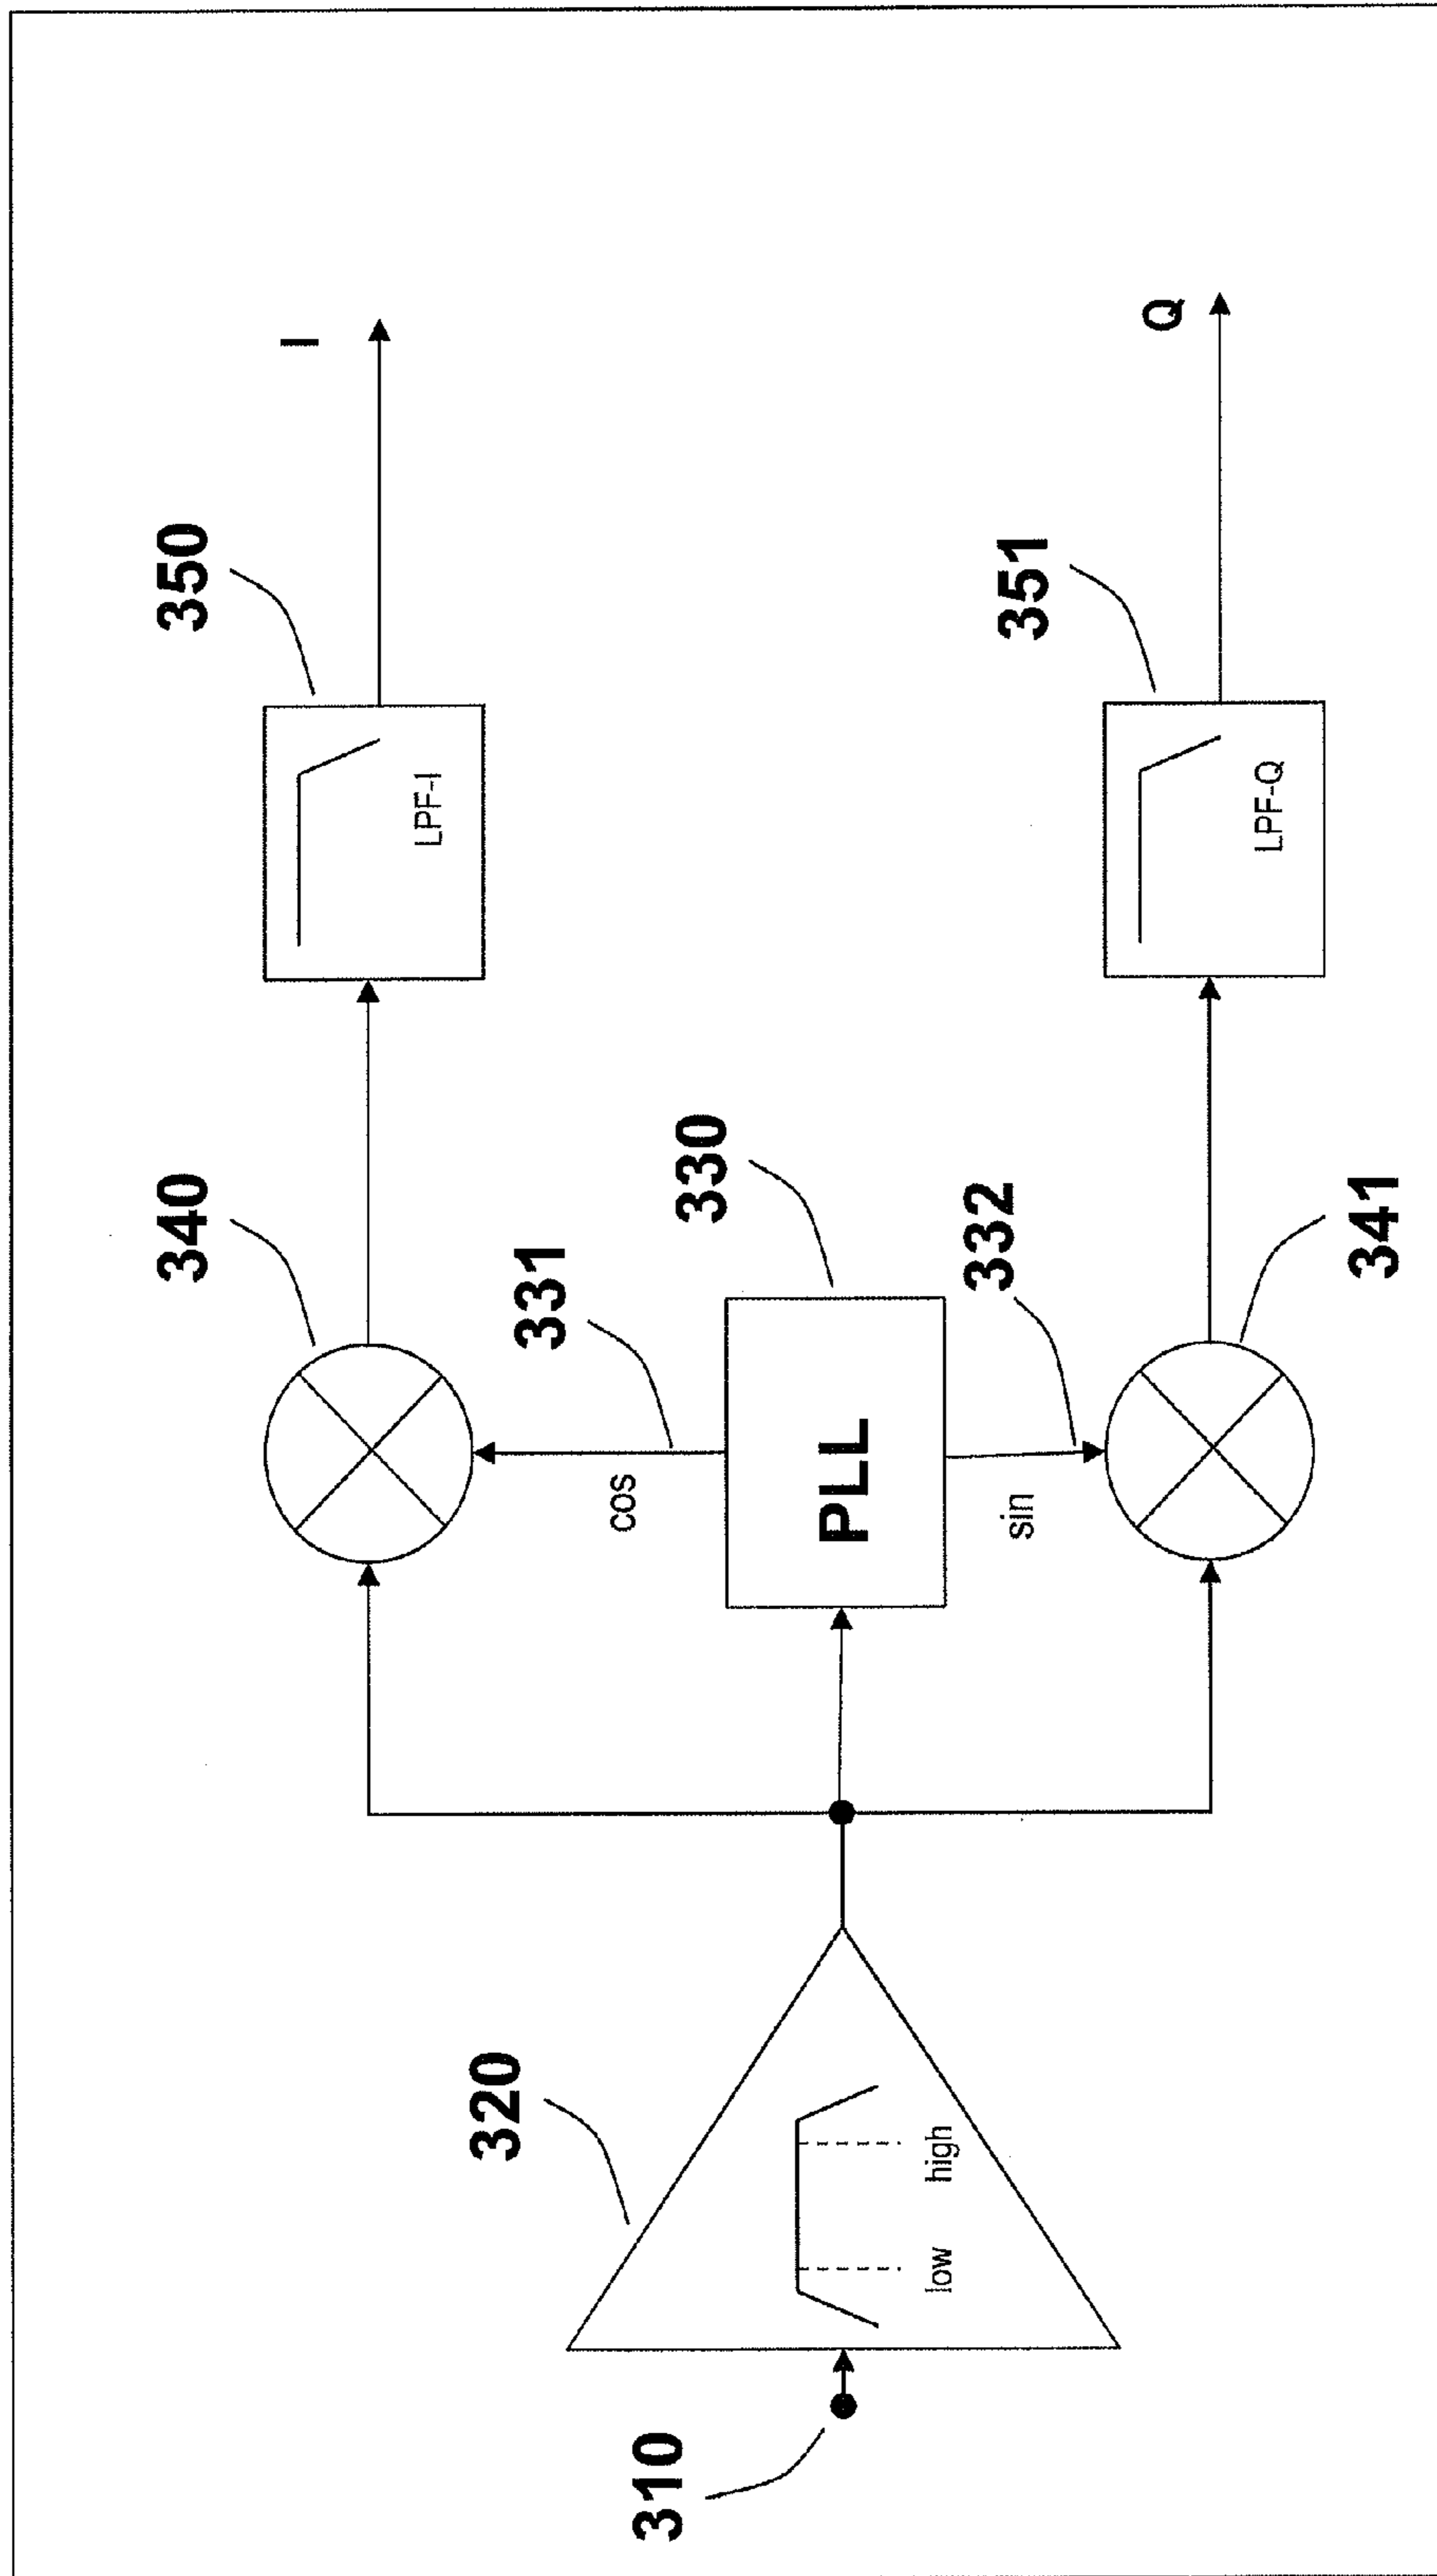 310
320
low
high
330
PLL
331
cos
332
sin
340
341
350
LPF-I
I
351
LPF-Q
Q